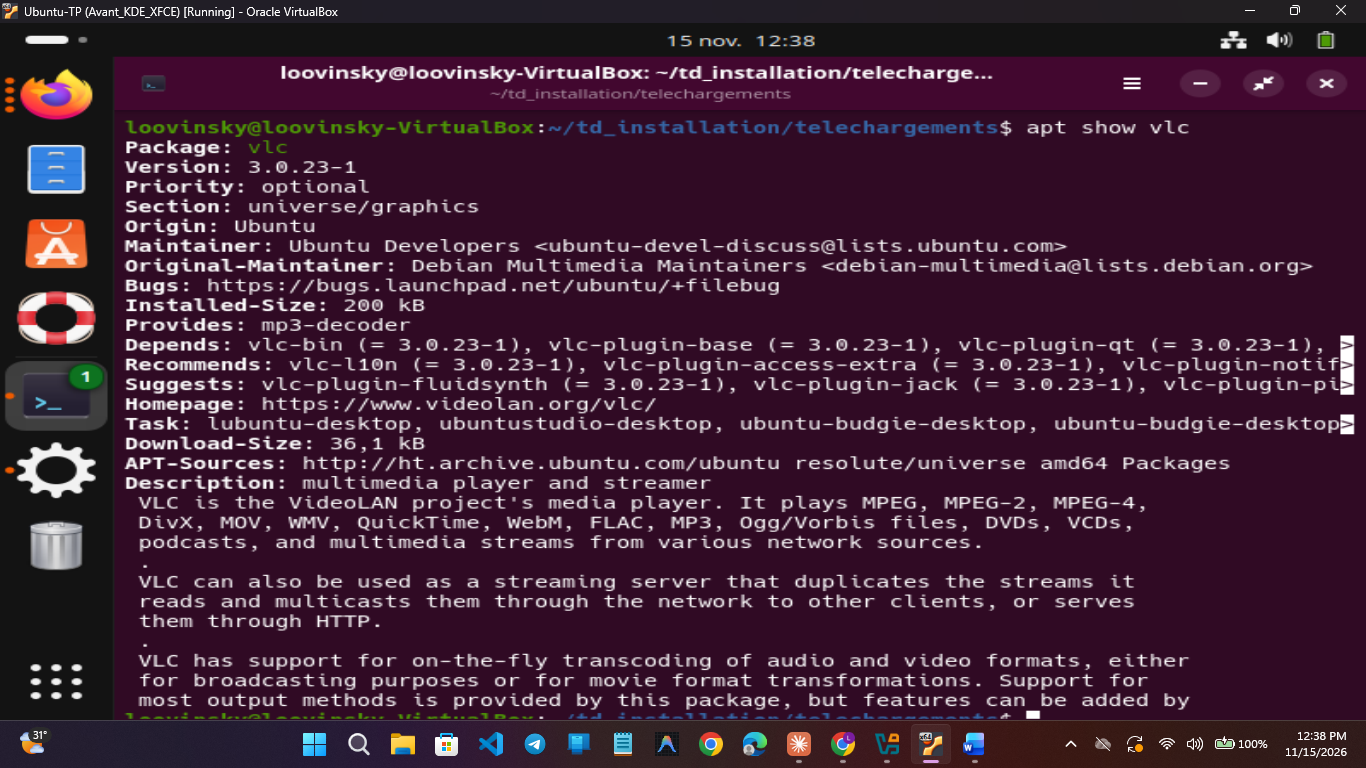 Ubuntu-TP (Avant_KDE_XFCE) [Running] - Oracle VirtualBox
15 nov. 12:38
loovinsky@loovinsky-VirtualBox: ~/td_installation/telecharge...
~/td_installation/telechargements
loovinsky@loovinsky-VirtualBox:~/td_installation/telechargements$ apt show vlc
Package: vlc
Version: 3.0.23-1
Priority: optional
Section: universe/graphics
Origin: Ubuntu
Maintainer: Ubuntu Developers <ubuntu-devel-discuss@lists.ubuntu.com>
Original-Maintainer: Debian Multimedia Maintainers <debian-multimedia@lists.debian.org>
Bugs: https://bugs.launchpad.net/ubuntu/+filebug
Installed-Size: 200 kB
Provides: mp3-decoder
Depends: vlc-bin (= 3.0.23-1), vlc-plugin-base (= 3.0.23-1), vlc-plugin-qt (= 3.0.23-1), >
Recommends: vlc-l10n (= 3.0.23-1), vlc-plugin-access-extra (= 3.0.23-1), vlc-plugin-notif>
Suggests: vlc-plugin-fluidsynth (= 3.0.23-1), vlc-plugin-jack (= 3.0.23-1), vlc-plugin-pi>
Homepage: https://www.videolan.org/vlc/
Task: lubuntu-desktop, ubuntustudio-desktop, ubuntu-budgie-desktop, ubuntu-budgie-desktop>
Download-Size: 36,1 kB
APT-Sources: http://ht.archive.ubuntu.com/ubuntu resolute/universe amd64 Packages
Description: multimedia player and streamer
VLC is the VideoLAN project's media player. It plays MPEG, MPEG-2, MPEG-4,
DivX, MOV, WMV, QuickTime, WebM, FLAC, MP3, Ogg/Vorbis files, DVDs, VCDs,
podcasts, and multimedia streams from various network sources.
.
VLC can also be used as a streaming server that duplicates the streams it
reads and multicasts them through the network to other clients, or serves
them through HTTP.
.
VLC has support for on-the-fly transcoding of audio and video formats, either
for broadcasting purposes or for movie format transformations. Support for
most output methods is provided by this package, but features can be added by
loovinsky@loovinsky-VirtualBox:~/td_installation/telechargements$
1
31°
100%
12:38 PM
11/15/2026